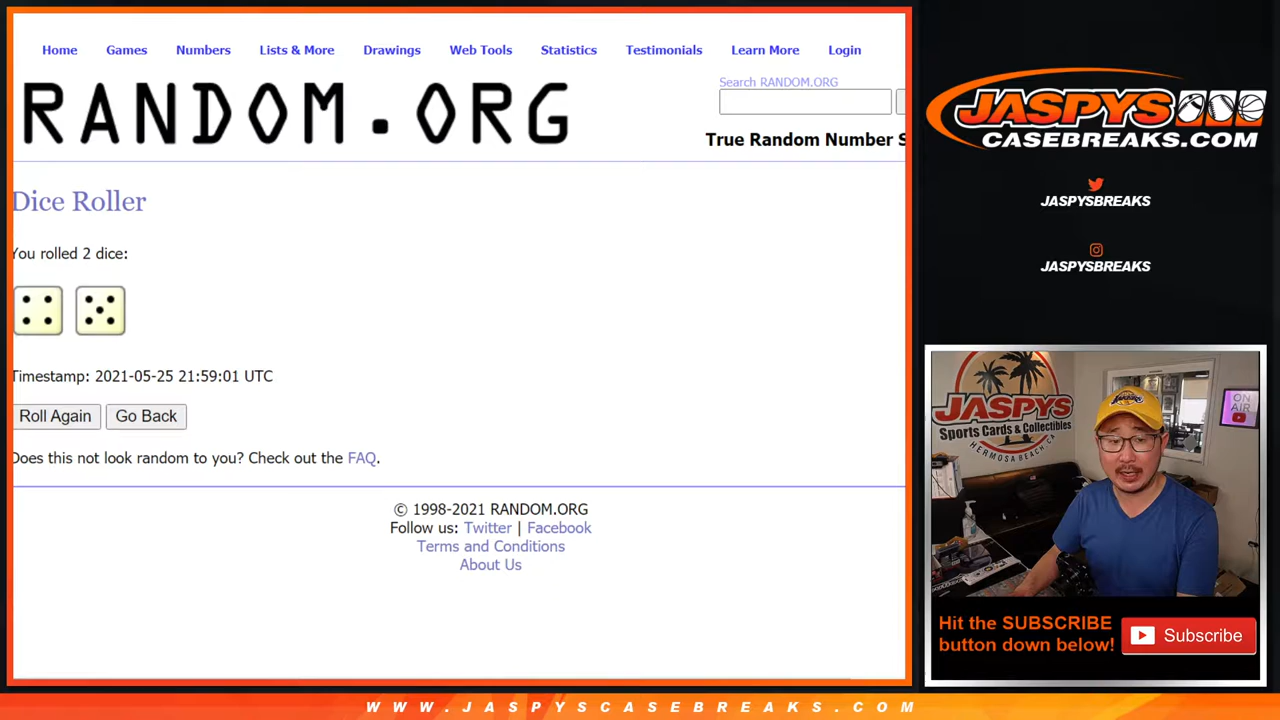 Home Games Numbers Lists & More Drawings Web Tools Statistics Testimonials Learn More Login
RANDOM.ORG
Search RANDOM.ORG
True Random Number S
Dice Roller
You rolled 2 dice:
Timestamp: 2021-05-25 21:59:01 UTC
Roll Again Go Back
Does this not look random to you? Check out the FAQ.
© 1998-2021 RANDOM.ORG
Follow us: Twitter | Facebook
Terms and Conditions
About Us
JASPYS
CASEBREAKS.COM
JASPYSBREAKS
JASPYSBREAKS
JASPYS
Sports Cards & Collectibles
HERMOSA BEACH, CA
ON
AIR
Hit the SUBSCRIBE
button down below!
Subscribe
WWW.JASPYSCASEBREAKS.COM